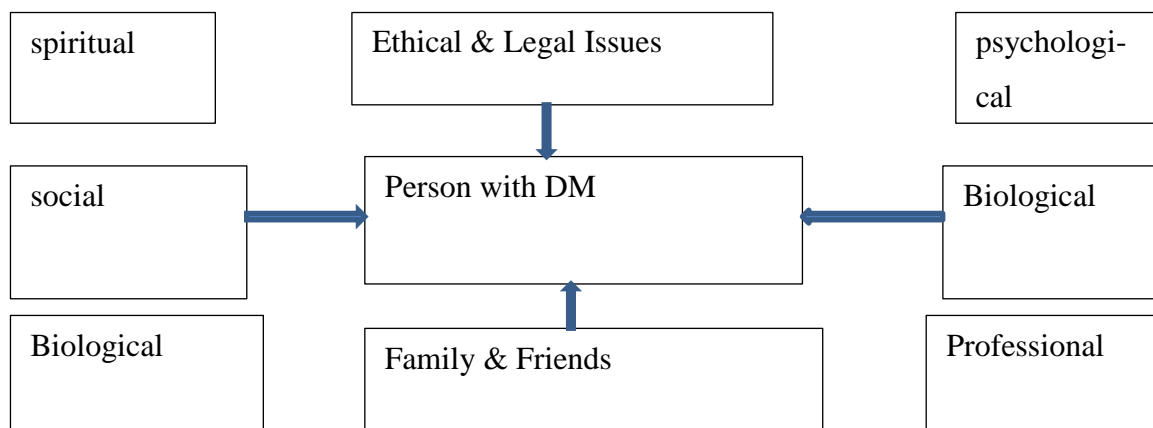 spiritual
Ethical & Legal Issues
psychologi-
cal
social
Person with DM
Biological
Biological
Family & Friends
Professional